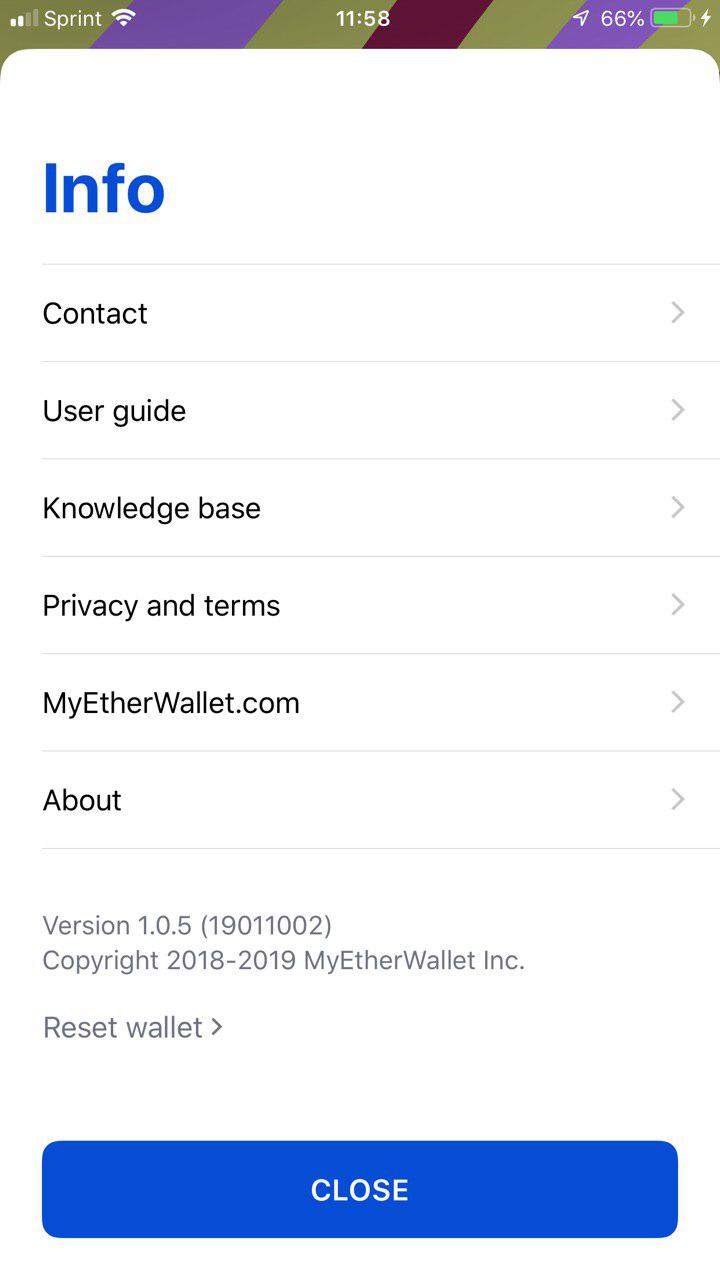 Sprint 11:58 66%
Info
Contact
User guide
Knowledge base
Privacy and terms
MyEtherWallet.com
About
Version 1.0.5 (19011002)
Copyright 2018-2019 MyEtherWallet Inc.
Reset wallet >
CLOSE